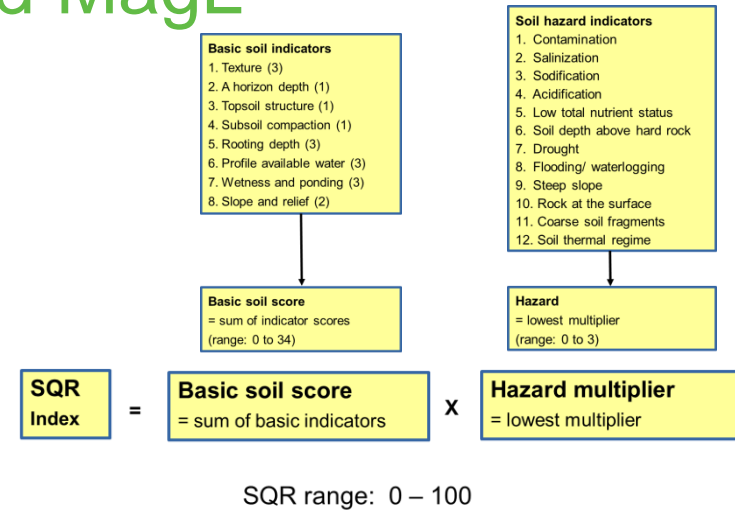 d MagE
Basic soil indicators
1. Texture (3)
2. A horizon depth (1)
3. Topsoil structure (1)
4. Subsoil compaction (1)
5. Rooting depth (3)
6. Profile available water (3)
7. Wetness and ponding (3)
8. Slope and relief (2)
Soil hazard indicators
1. Contamination
2. Salinization
3. Sodification
4. Acidification
5. Low total nutrient status
6. Soil depth above hard rock
7. Drought
8. Flooding/ waterlogging
9. Steep slope
10. Rock at the surface
11. Coarse soil fragments
12. Soil thermal regime
Basic soil score
= sum of indicator scores
(range: 0 to 34)
Hazard
= lowest multiplier
(range: 0 to 3)
SQR
Index
=
Basic soil score
= sum of basic indicators
X
Hazard multiplier
= lowest multiplier
SQR range: 0 – 100